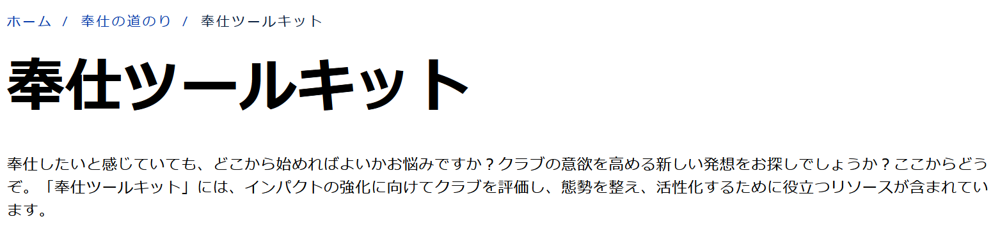 ホーム / 奉仕の道のり / 奉仕ツールキット
奉仕ツールキット
奉仕したいと感じていても、どこから始めればよいかお悩みですか？クラブの意欲を高める新しい発想をお探しでしょうか？ここからどう
ぞ。「奉仕ツールキット」には、インパクトの強化に向けてクラブを評価し、態勢を整え、活性化するために役立つリソースが含まれてい
ます。